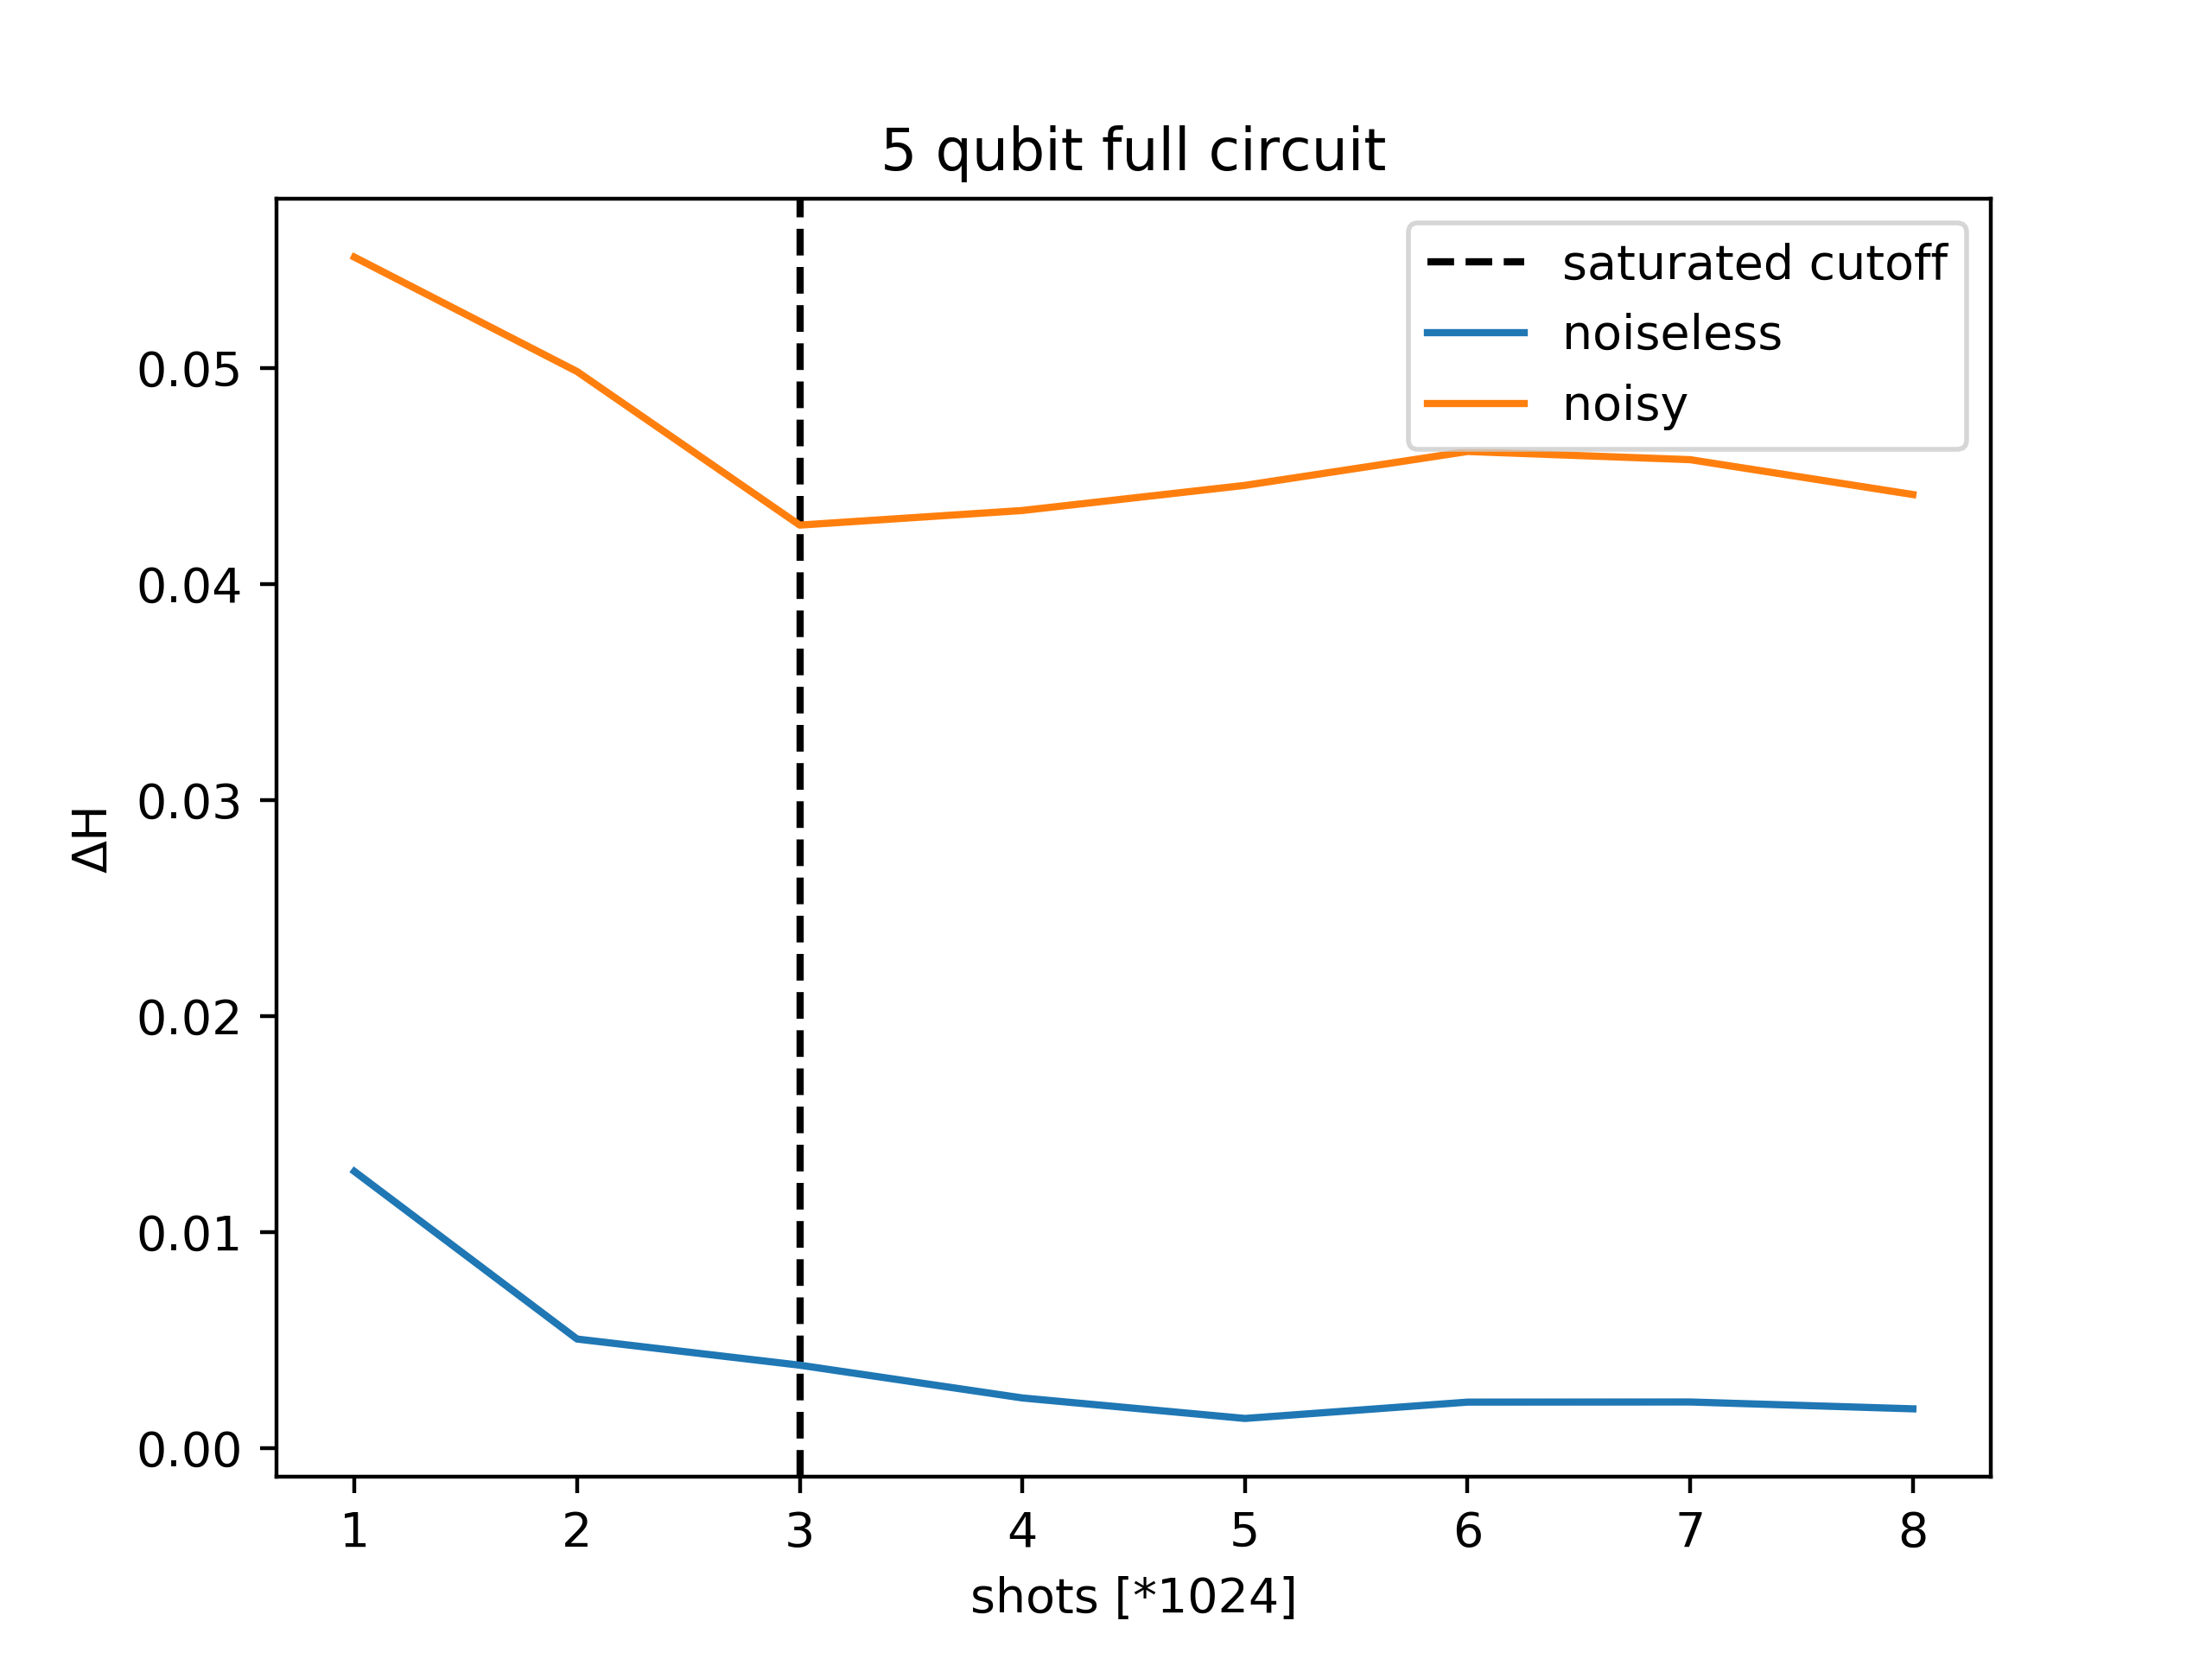 5 qubit full circuit
saturated cutoff
noiseless
noisy
0.05
0.04
0.03
0.02
0.01
0.00
ΔH
1 2 3 4 5 6 7 8
shots [*1024]